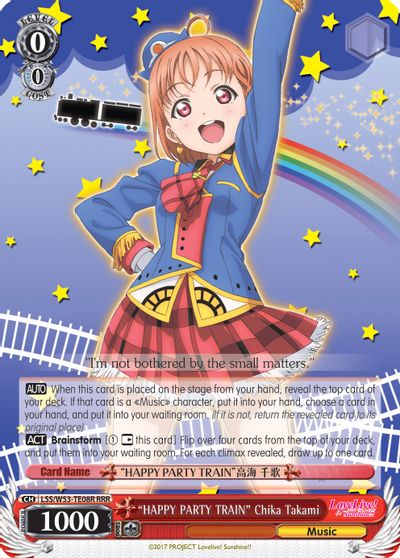 LEVEL
0
0
COST
"I'm not bothered by the small matters."
AUTO When this card is placed on the stage from your hand, reveal the top card of
your deck. If that card is a «Music» character, put it into your hand, choose a card
in your hand, and put it into your waiting room. (If it is not, return the revealed card to its
original place)
ACT Brainstorm [① this card] Flip over four cards from the top of your deck,
and put them into your waiting room. For each climax revealed, draw up to one card.
Card Name
"HAPPY PARTY TRAIN"高海 千歌
CH LSS/W53-TE08R RRR
POWER
1000
"HAPPY PARTY TRAIN" Chika Takami
LoveLive!
Sunshine!!
Music
©2017 PROJECT Lovelive! Sunshine!!